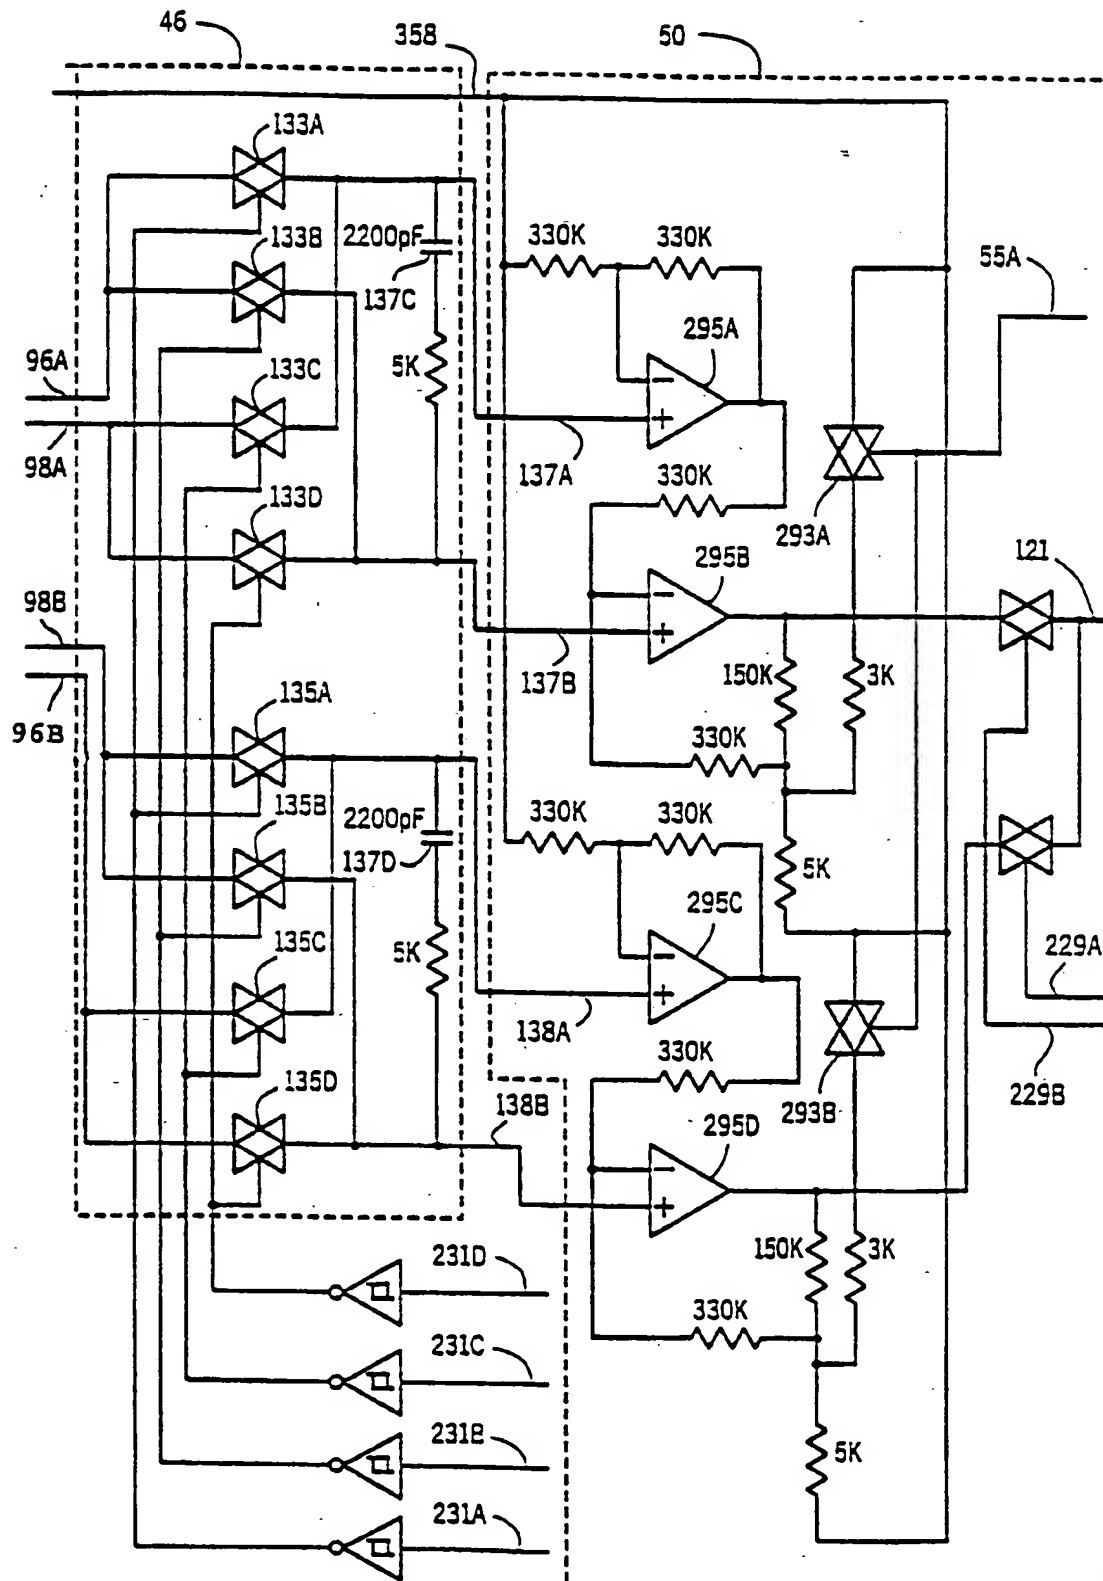 46
358
50
133A
2200pF
133B
330K
330K
55A
137C
295A
96A
133C
5K
98A
137A
330K
293A
133D
295B
121
98B
137B
150K
3K
96B
135A
330K
135B
2200pF
330K
330K
137D
5K
295C
135C
5K
229A
138A
330K
229B
135D
138B
293B
295D
231D
150K
3K
330K
231C
231B
5K
231A